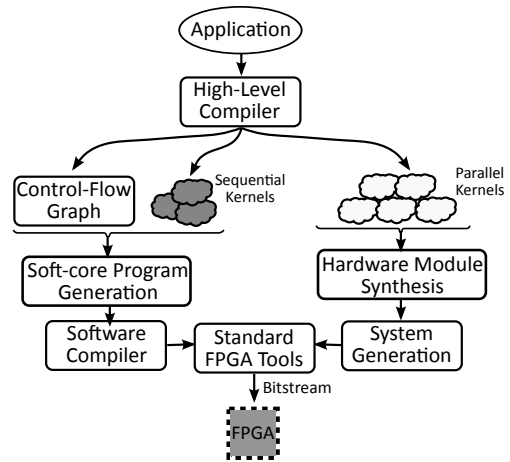 Application
High-Level
Compiler
Control-Flow
Graph
Sequential
Kernels
Parallel
Kernels
Soft-core Program
Generation
Hardware Module
Synthesis
Software
Compiler
Standard
FPGA Tools
System
Generation
Bitstream
FPGA